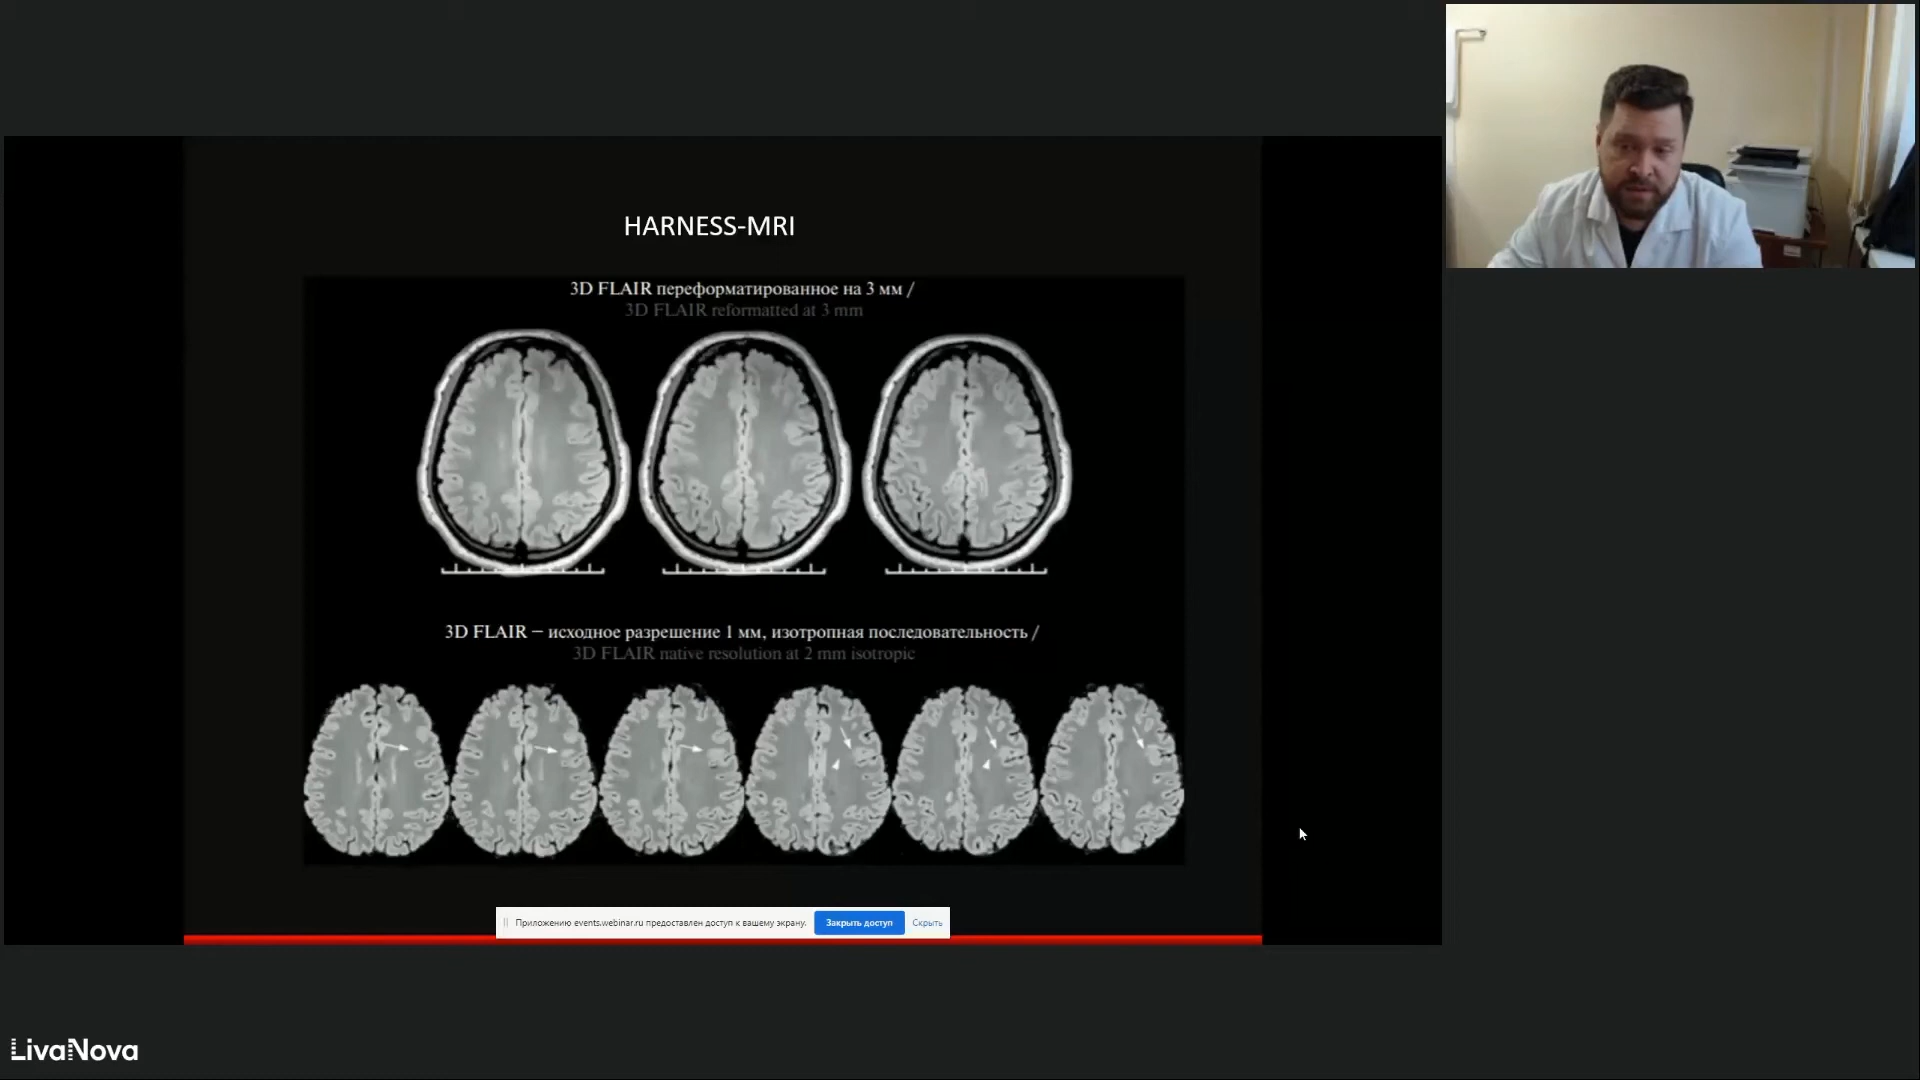 HARNESS-MRI
3D FLAIR переформатированное на 3 мм /
3D FLAIR reformatted at 3 mm
3D FLAIR – исходное разрешение 1 мм, изотропная последовательность /
3D FLAIR native resolution at 2 mm isotropic
Приложению events.webinar.ru предоставлен доступ к вашему экрану.
Закрыть доступ
Скрыть
LivaNova